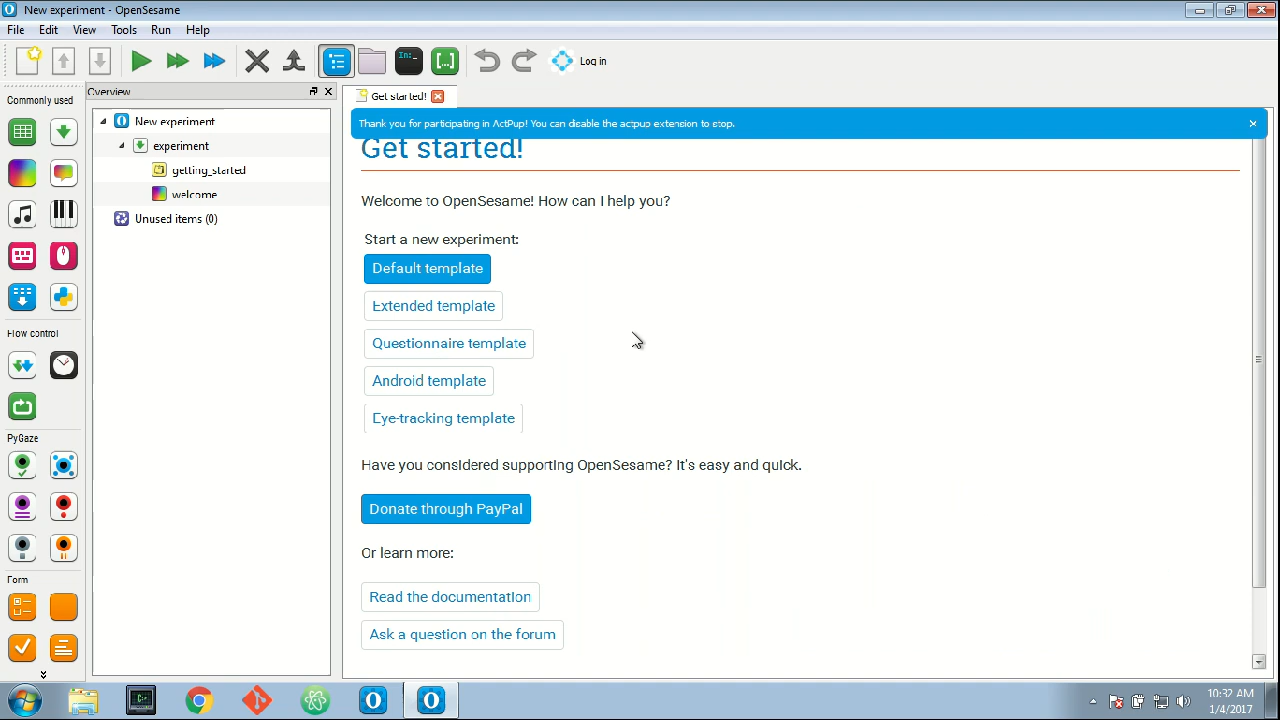 New experiment - OpenSesame
File Edit View Tools Run Help
In:_
Log in
Commonly used
Overview
Get started!
New experiment
experiment
getting_started
welcome
Unused items (0)
Thank you for participating in ActPup! You can disable the actpup extension to stop.
Get started!
Welcome to OpenSesame! How can I help you?
Start a new experiment:
Default template
Extended template
Questionnaire template
Android template
Eye-tracking template
Flow control
PyGaze
Have you considered supporting OpenSesame? It's easy and quick.
Donate through PayPal
Or learn more:
Form
Read the documentation
Ask a question on the forum
10:32 AM
1/4/2017